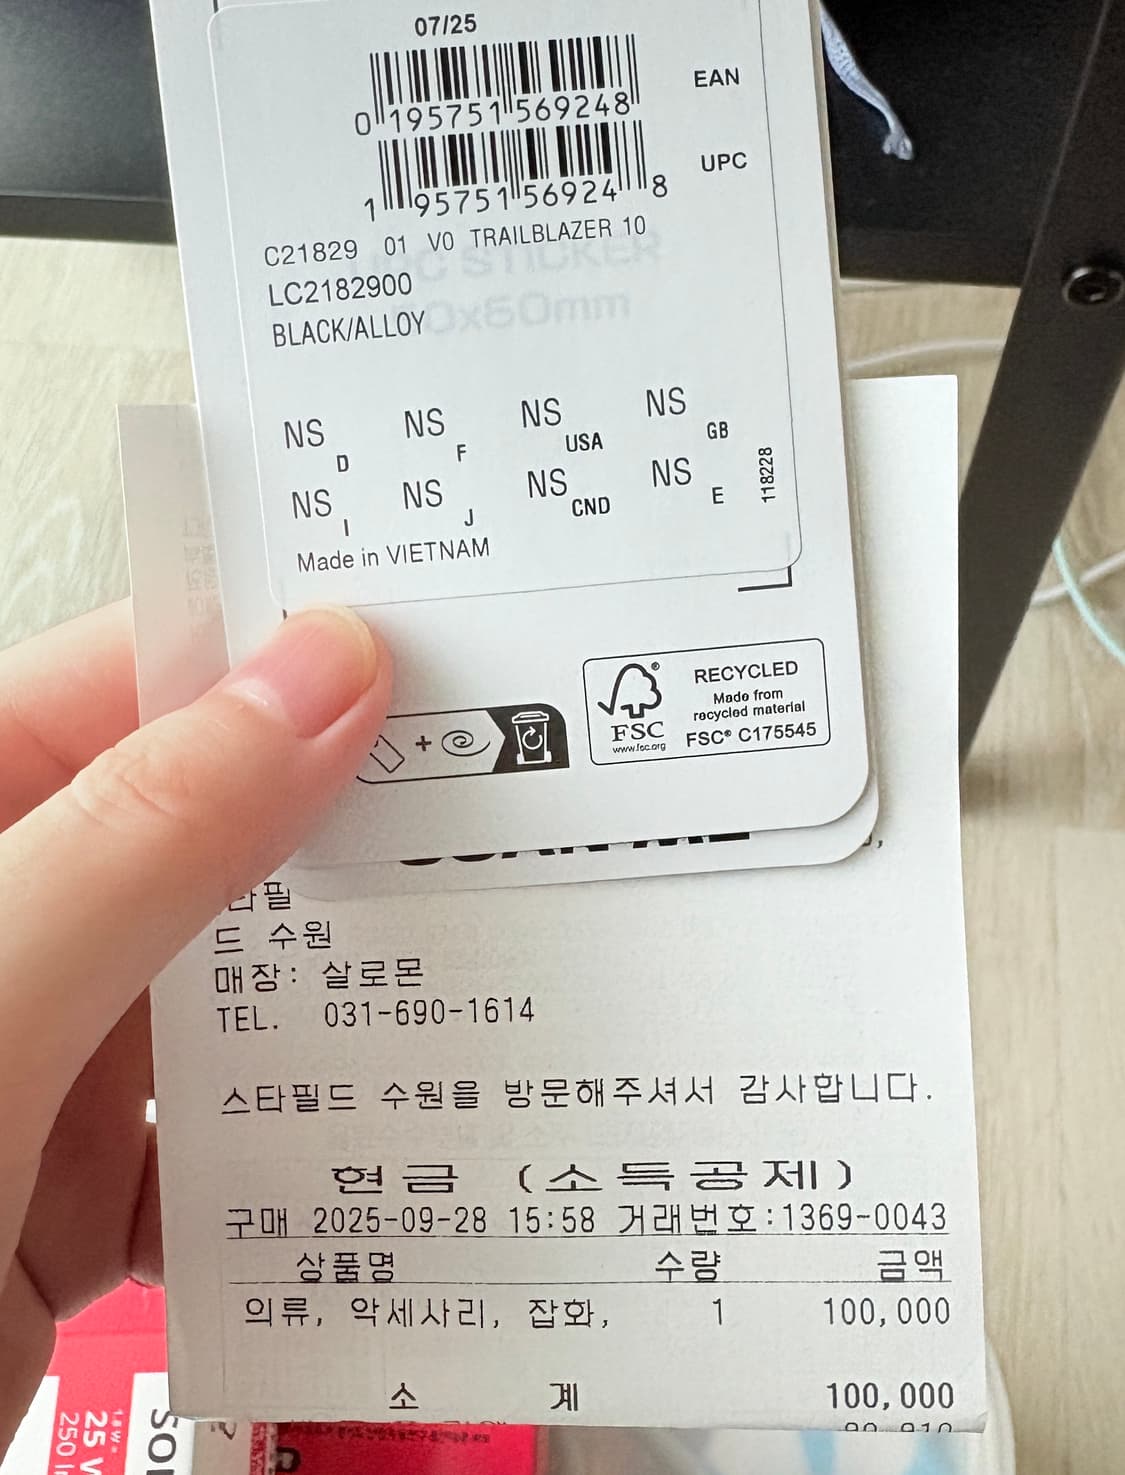 07/25
0 195751 569248
EAN
1 95751 56924 8
UPC
C21829 01 V0 TRAILBLAZER 10
LC2182900
BLACK/ALLOY
NS D NS F NS USA NS GB
NS I NS J NS CND NS E
118228
Made in VIETNAM
RECYCLED
Made from
recycled material
FSC® C175545
FSC
www.fsc.org
드 수원
매장: 살로몬
TEL. 031-690-1614
스타필드 수원을 방문해주셔서 감사합니다.
현금 (소득공제)
구매 2025-09-28 15:58 거래번호:1369-0043
상품명 수량 금액
의류, 악세사리, 잡화, 1 100,000
소 계 100,000